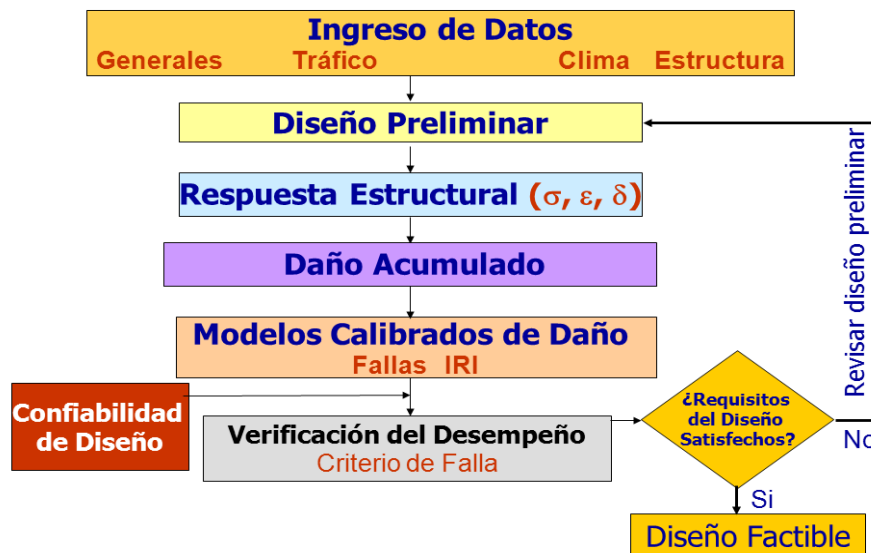 Ingreso de Datos
Generales Tráfico Clima Estructura
Diseño Preliminar
Respuesta Estructural (σ, ε, δ)
Daño Acumulado
Modelos Calibrados de Daño
Fallas IRI
Confiabilidad
de Diseño
Verificación del Desempeño
Criterio de Falla
¿Requisitos
del Diseño
Satisfechos?
No
Revisar diseño preliminar
Si
Diseño Factible